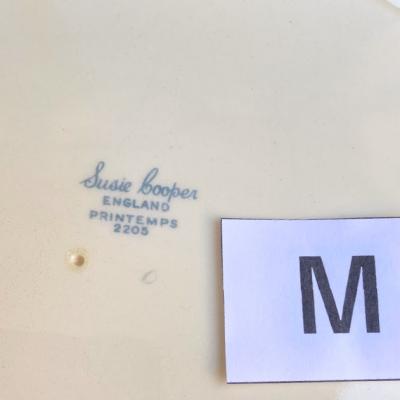 Susie Cooper
ENGLAND
PRINTEMPS
2205
M